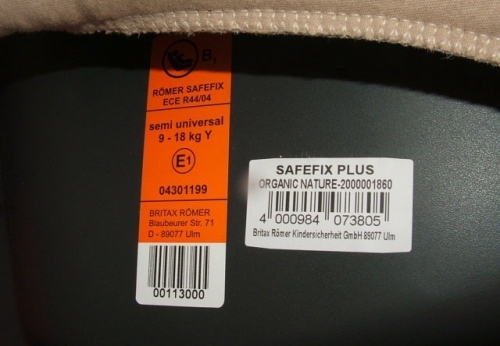 B1
RÖMER SAFEFIX
ECE R44/04
semi universal
9 - 18 kg Y
E1
04301199
BRITAX RÖMER
Blaubeurer Str. 71
D - 89077 Ulm
00113000
SAFEFIX PLUS
ORGANIC NATURE-2000001860
4 000984 073805
Britax Römer Kindersicherheit GmbH 89077 Ulm